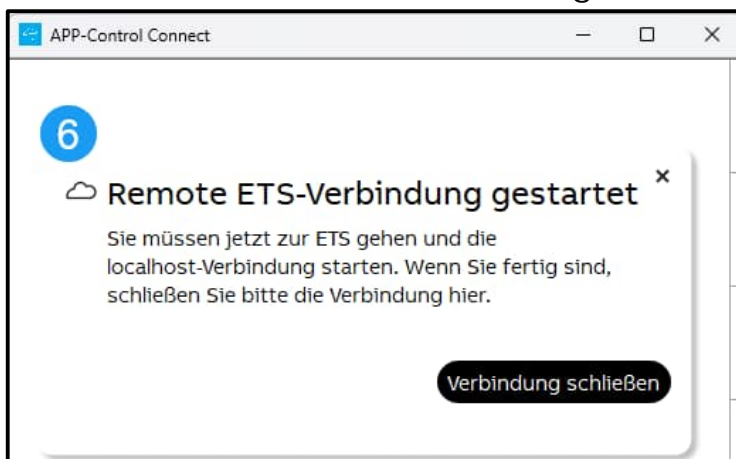 APP-Control Connect
6
Remote ETS-Verbindung gestartet
Sie müssen jetzt zur ETS gehen und die
localhost-Verbindung starten. Wenn Sie fertig sind,
schließen Sie bitte die Verbindung hier.
Verbindung schließen